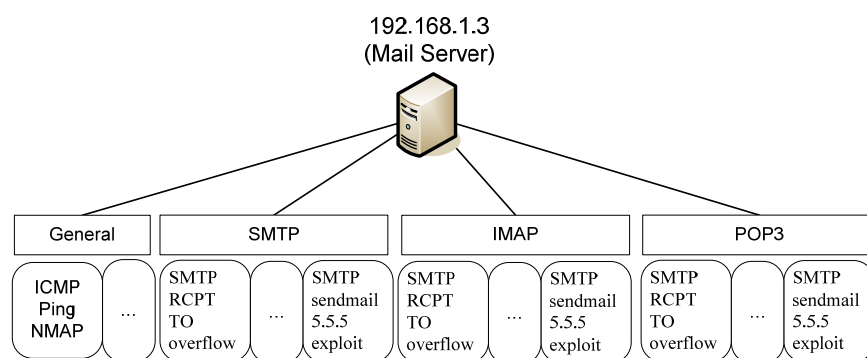 192.168.1.3
(Mail Server)
General
SMTP
IMAP
POP3
ICMP
Ping
NMAP
...
SMTP
RCPT
TO
overflow
...
SMTP
sendmail
5.5.5
exploit
SMTP
RCPT
TO
overflow
...
SMTP
sendmail
5.5.5
exploit
SMTP
RCPT
TO
overflow
...
SMTP
sendmail
5.5.5
exploit